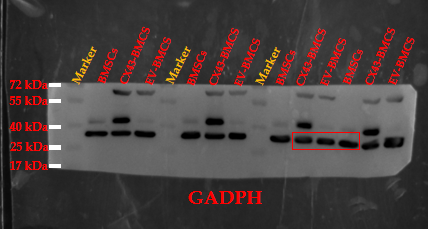 Marker BMSCs CX43-BMCS EV-BMCS Marker BMSCs CX43-BMCS EV-BMCS Marker BMSCs CX43-BMCS EV-BMCS BMSCs CX43-BMCS EV-BMCS
72 kDa
55 kDa
40 kDa
25 kDa
17 kDa
GADPH